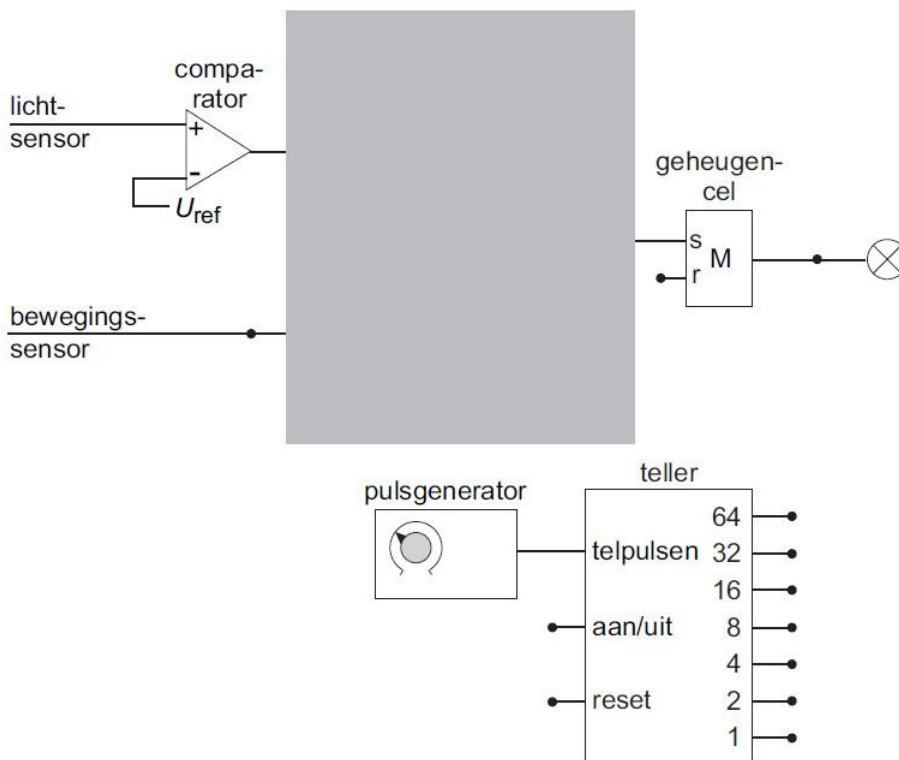 compa-
rator
licht-
sensor
+
-
Uref
geheugen-
cel
s
M
r
bewegings-
sensor
teller
pulsgenerator
64
telpulsen 32
16
aan/uit 8
4
reset 2
1